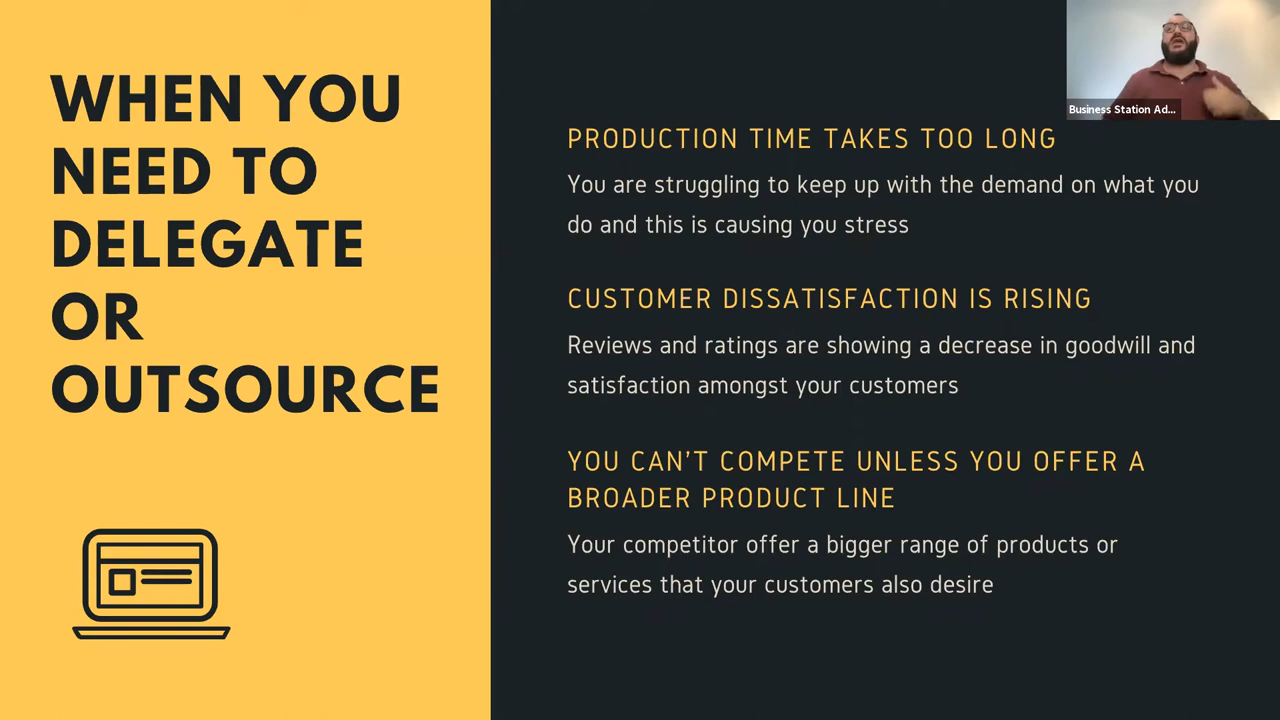 WHEN YOU
NEED TO
DELEGATE
OR
OUTSOURCE
PRODUCTION TIME TAKES TOO LONG
You are struggling to keep up with the demand on what you
do and this is causing you stress
CUSTOMER DISSATISFACTION IS RISING
Reviews and ratings are showing a decrease in goodwill and
satisfaction amongst your customers
YOU CAN’T COMPETE UNLESS YOU OFFER A
BROADER PRODUCT LINE
Your competitor offer a bigger range of products or
services that your customers also desire
Business Station Ad...